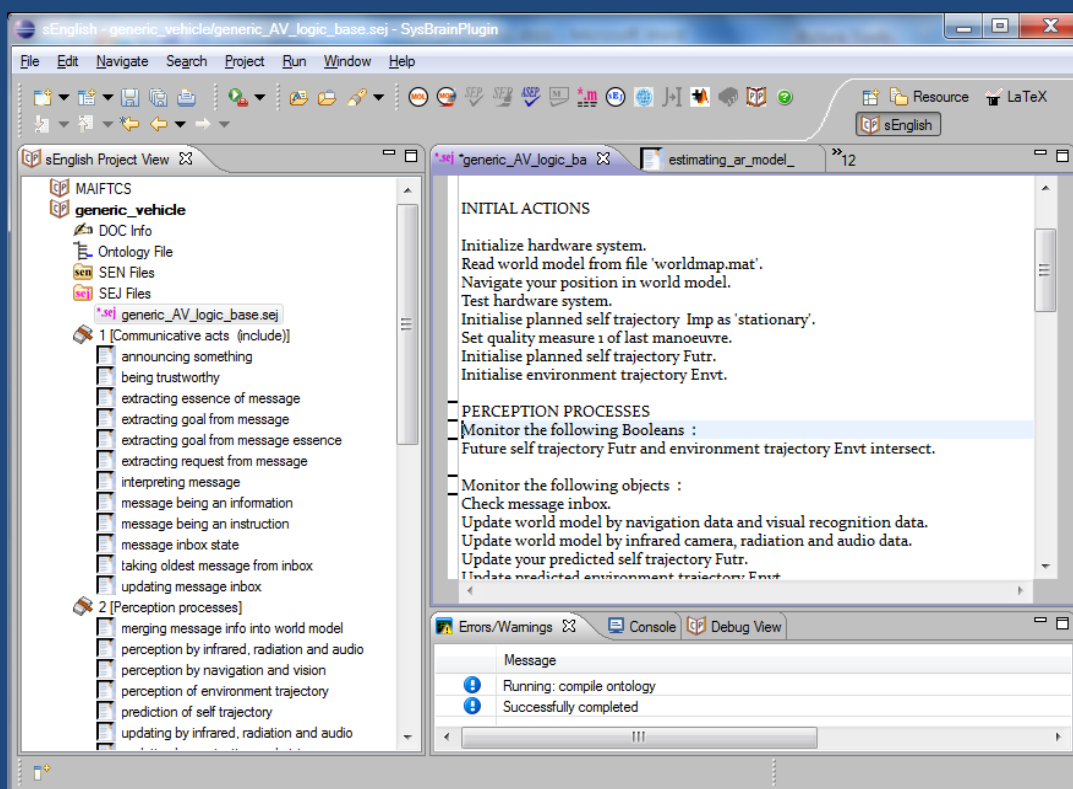 sEnglish - generic_vehicle/generic_AV_logic_base.sej - SysBrainPlugin
File Edit Navigate Search Project Run Window Help
Resource LaTeX
sEnglish
sEnglish Project View
MAIFTCS
generic_vehicle
DOC Info
Ontology File
sen SEN Files
sej SEJ Files
*.sej generic_AV_logic_base.sej
1 [Communicative acts (include)]
announcing something
being trustworthy
extracting essence of message
extracting goal from message
extracting goal from message essence
extracting request from message
interpreting message
message being an information
message being an instruction
message inbox state
taking oldest message from inbox
updating message inbox
2 [Perception processes]
merging message info into world model
perception by infrared, radiation and audio
perception by navigation and vision
perception of environment trajectory
prediction of self trajectory
updating by infrared, radiation and audio
*.sej *generic_AV_logic_ba estimating_ar_model_ »12
INITIAL ACTIONS
Initialize hardware system.
Read world model from file 'worldmap.mat'.
Navigate your position in world model.
Test hardware system.
Initialise planned self trajectory Imp as 'stationary'.
Set quality measure 1 of last manoeuvre.
Initialise planned self trajectory Futr.
Initialise environment trajectory Envt.
PERCEPTION PROCESSES
Monitor the following Booleans :
Future self trajectory Futr and environment trajectory Envt intersect.
Monitor the following objects :
Check message inbox.
Update world model by navigation data and visual recognition data.
Update world model by infrared camera, radiation and audio data.
Update your predicted self trajectory Futr.
Update predicted environment trajectory Envt
Errors/Warnings Console Debug View
Message
Running: compile ontology
Successfully completed